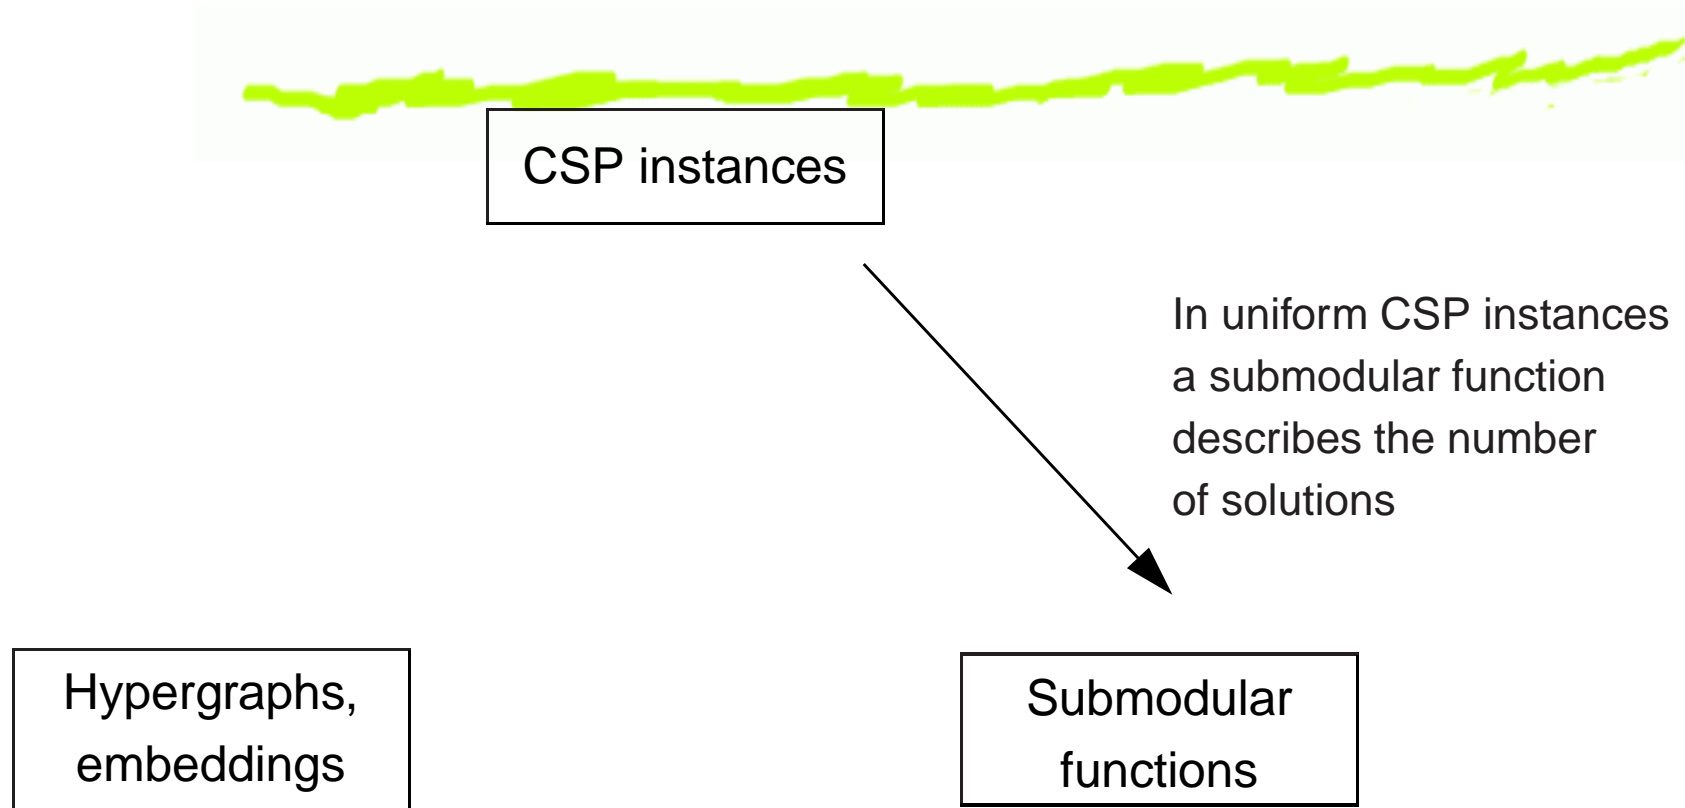 CSP instances
In uniform CSP instances
a submodular function
describes the number
of solutions
Hypergraphs,
embeddings
Submodular
functions